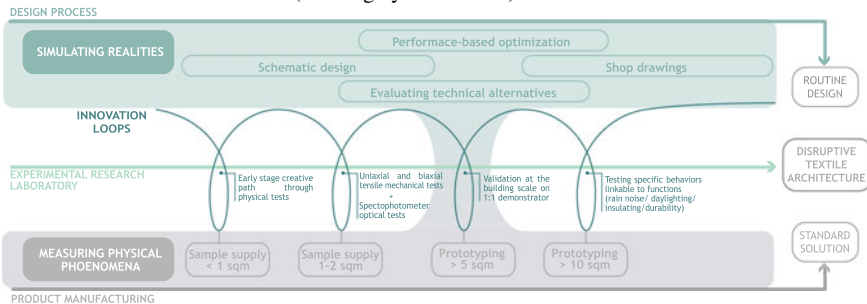 DESIGN PROCESS
SIMULATING REALITIES
Performace-based optimization
Schematic design
Shop drawings
Evaluating technical alternatives
ROUTINE
DESIGN
INNOVATION
LOOPS
EXPERIMENTAL RESEARCH
LABORATORY
Early stage creative
path through
physical tests
Uniaxial and biaxial
tensile mechanical tests
+
Spectophotometer
optical tests
Validation at the
building scale on
1:1 demonstrator
Testing specific behaviors
linkable to functions
(rain noise/ daylighting/
insulating/durability)
DISRUPTIVE
TEXTILE
ARCHITECTURE
MEASURING PHYSICAL
PHOENOMENA
Sample supply
< 1 sqm
Sample supply
1-2 sqm
Prototyping
> 5 sqm
Prototyping
> 10 sqm
STANDARD
SOLUTION
PRODUCT MANUFACTURING